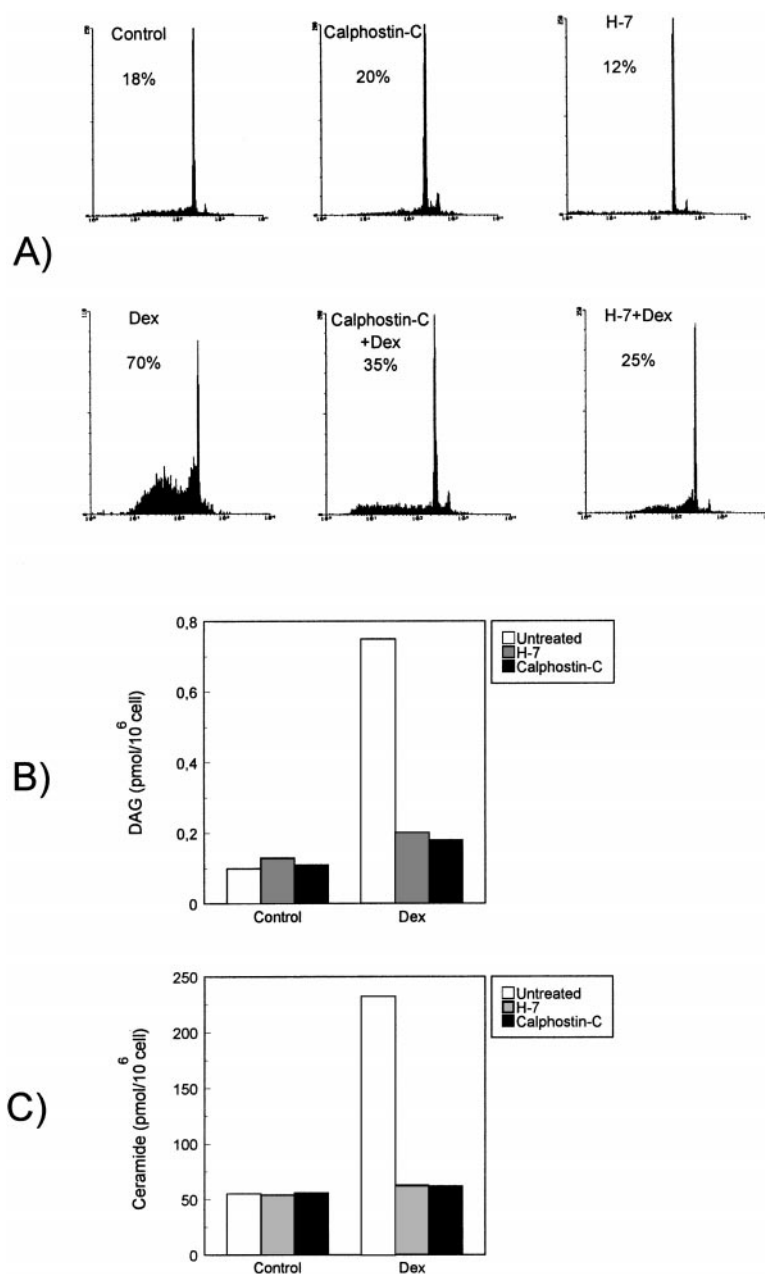 Control
18%
Calphostin-C
20%
H-7
12%
A)
Dex
70%
Calphostin-C
+Dex
35%
H-7+Dex
25%
B)
DAG (pmol/10⁶ cell)
0,8
0,6
0,4
0,2
0
Control
Dex
Untreated
H-7
Calphostin-C
C)
Ceramide (pmol/10⁶ cell)
250
200
150
100
50
0
Control
Dex
Untreated
H-7
Calphostin-C